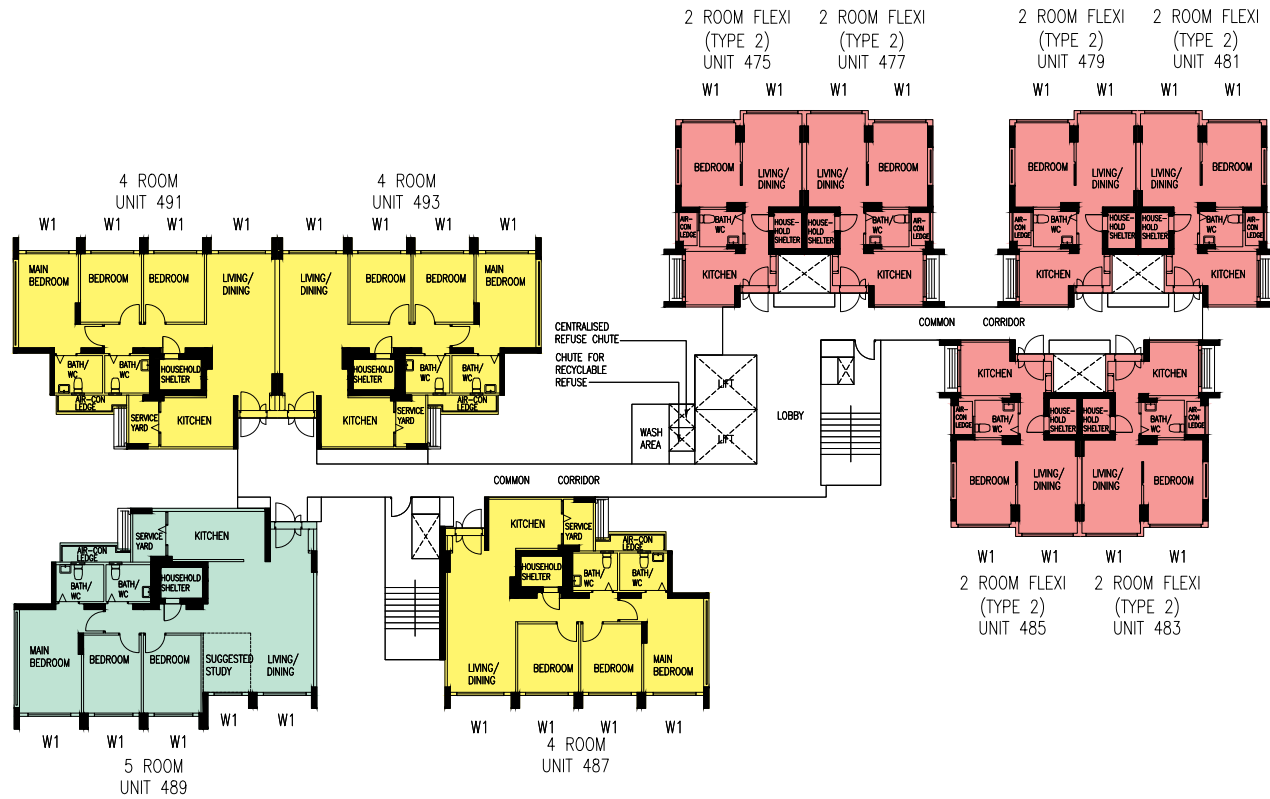 2 ROOM FLEXI
(TYPE 2)
UNIT 475
2 ROOM FLEXI
(TYPE 2)
UNIT 477
2 ROOM FLEXI
(TYPE 2)
UNIT 479
2 ROOM FLEXI
(TYPE 2)
UNIT 481
W1 W1 W1 W1
W1 W1 W1 W1
BEDROOM
LIVING/
DINING
LIVING/
DINING
BEDROOM
AIR-
CON
LEDGE
BATH/
WC
HOUSE-
HOLD
SHELTER
HOUSE-
HOLD
SHELTER
BATH/
WC
AIR-
CON
LEDGE
KITCHEN
KITCHEN
BEDROOM
LIVING/
DINING
LIVING/
DINING
BEDROOM
AIR-
CON
LEDGE
BATH/
WC
HOUSE-
HOLD
SHELTER
HOUSE-
HOLD
SHELTER
BATH/
WC
AIR-
CON
LEDGE
KITCHEN
KITCHEN
4 ROOM
UNIT 491
4 ROOM
UNIT 493
W1 W1 W1 W1 W1 W1 W1 W1
MAIN
BEDROOM
BEDROOM
BEDROOM
LIVING/
DINING
LIVING/
DINING
BEDROOM
BEDROOM
MAIN
BEDROOM
BATH/
WC
BATH/
WC
HOUSEHOLD
SHELTER
HOUSEHOLD
SHELTER
BATH/
WC
BATH/
WC
AIR-CON
LEDGE
SERVICE
YARD
KITCHEN
KITCHEN
SERVICE
YARD
AIR-CON
LEDGE
CENTRALISED
REFUSE CHUTE
CHUTE FOR
RECYCLABLE
REFUSE
LIFT
LIFT
WASH
AREA
LOBBY
COMMON CORRIDOR
COMMON CORRIDOR
KITCHEN
KITCHEN
AIR-
CON
LEDGE
BATH/
WC
HOUSE-
HOLD
SHELTER
HOUSE-
HOLD
SHELTER
BATH/
WC
AIR-
CON
LEDGE
BEDROOM
LIVING/
DINING
LIVING/
DINING
BEDROOM
W1 W1 W1 W1
2 ROOM FLEXI
(TYPE 2)
UNIT 485
2 ROOM FLEXI
(TYPE 2)
UNIT 483
SERVICE
YARD
KITCHEN
AIR-CON
LEDGE
BATH/
WC
BATH/
WC
HOUSEHOLD
SHELTER
MAIN
BEDROOM
BEDROOM
BEDROOM
SUGGESTED
STUDY
LIVING/
DINING
W1 W1 W1 W1 W1
5 ROOM
UNIT 489
KITCHEN
SERVICE
YARD
AIR-CON
LEDGE
HOUSEHOLD
SHELTER
BATH/
WC
BATH/
WC
LIVING/
DINING
BEDROOM
BEDROOM
MAIN
BEDROOM
W1 W1 W1 W1
4 ROOM
UNIT 487